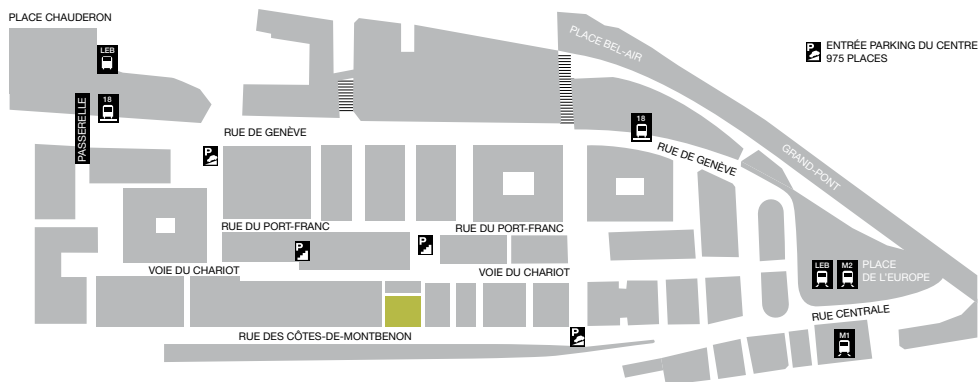 PLACE CHAUDERON
LEB
18
PASSERELLE
PLACE BEL-AIR
P ENTRÉE PARKING DU CENTRE
975 PLACES
18
RUE DE GENÈVE
P
RUE DE GENÈVE
GRAND-PONT
RUE DU PORT-FRANC
RUE DU PORT-FRANC
P
P
VOIE DU CHARIOT
VOIE DU CHARIOT
LEB
M2
PLACE
DE L'EUROPE
RUE CENTRALE
RUE DES CÔTES-DE-MONTBENON
P
M1